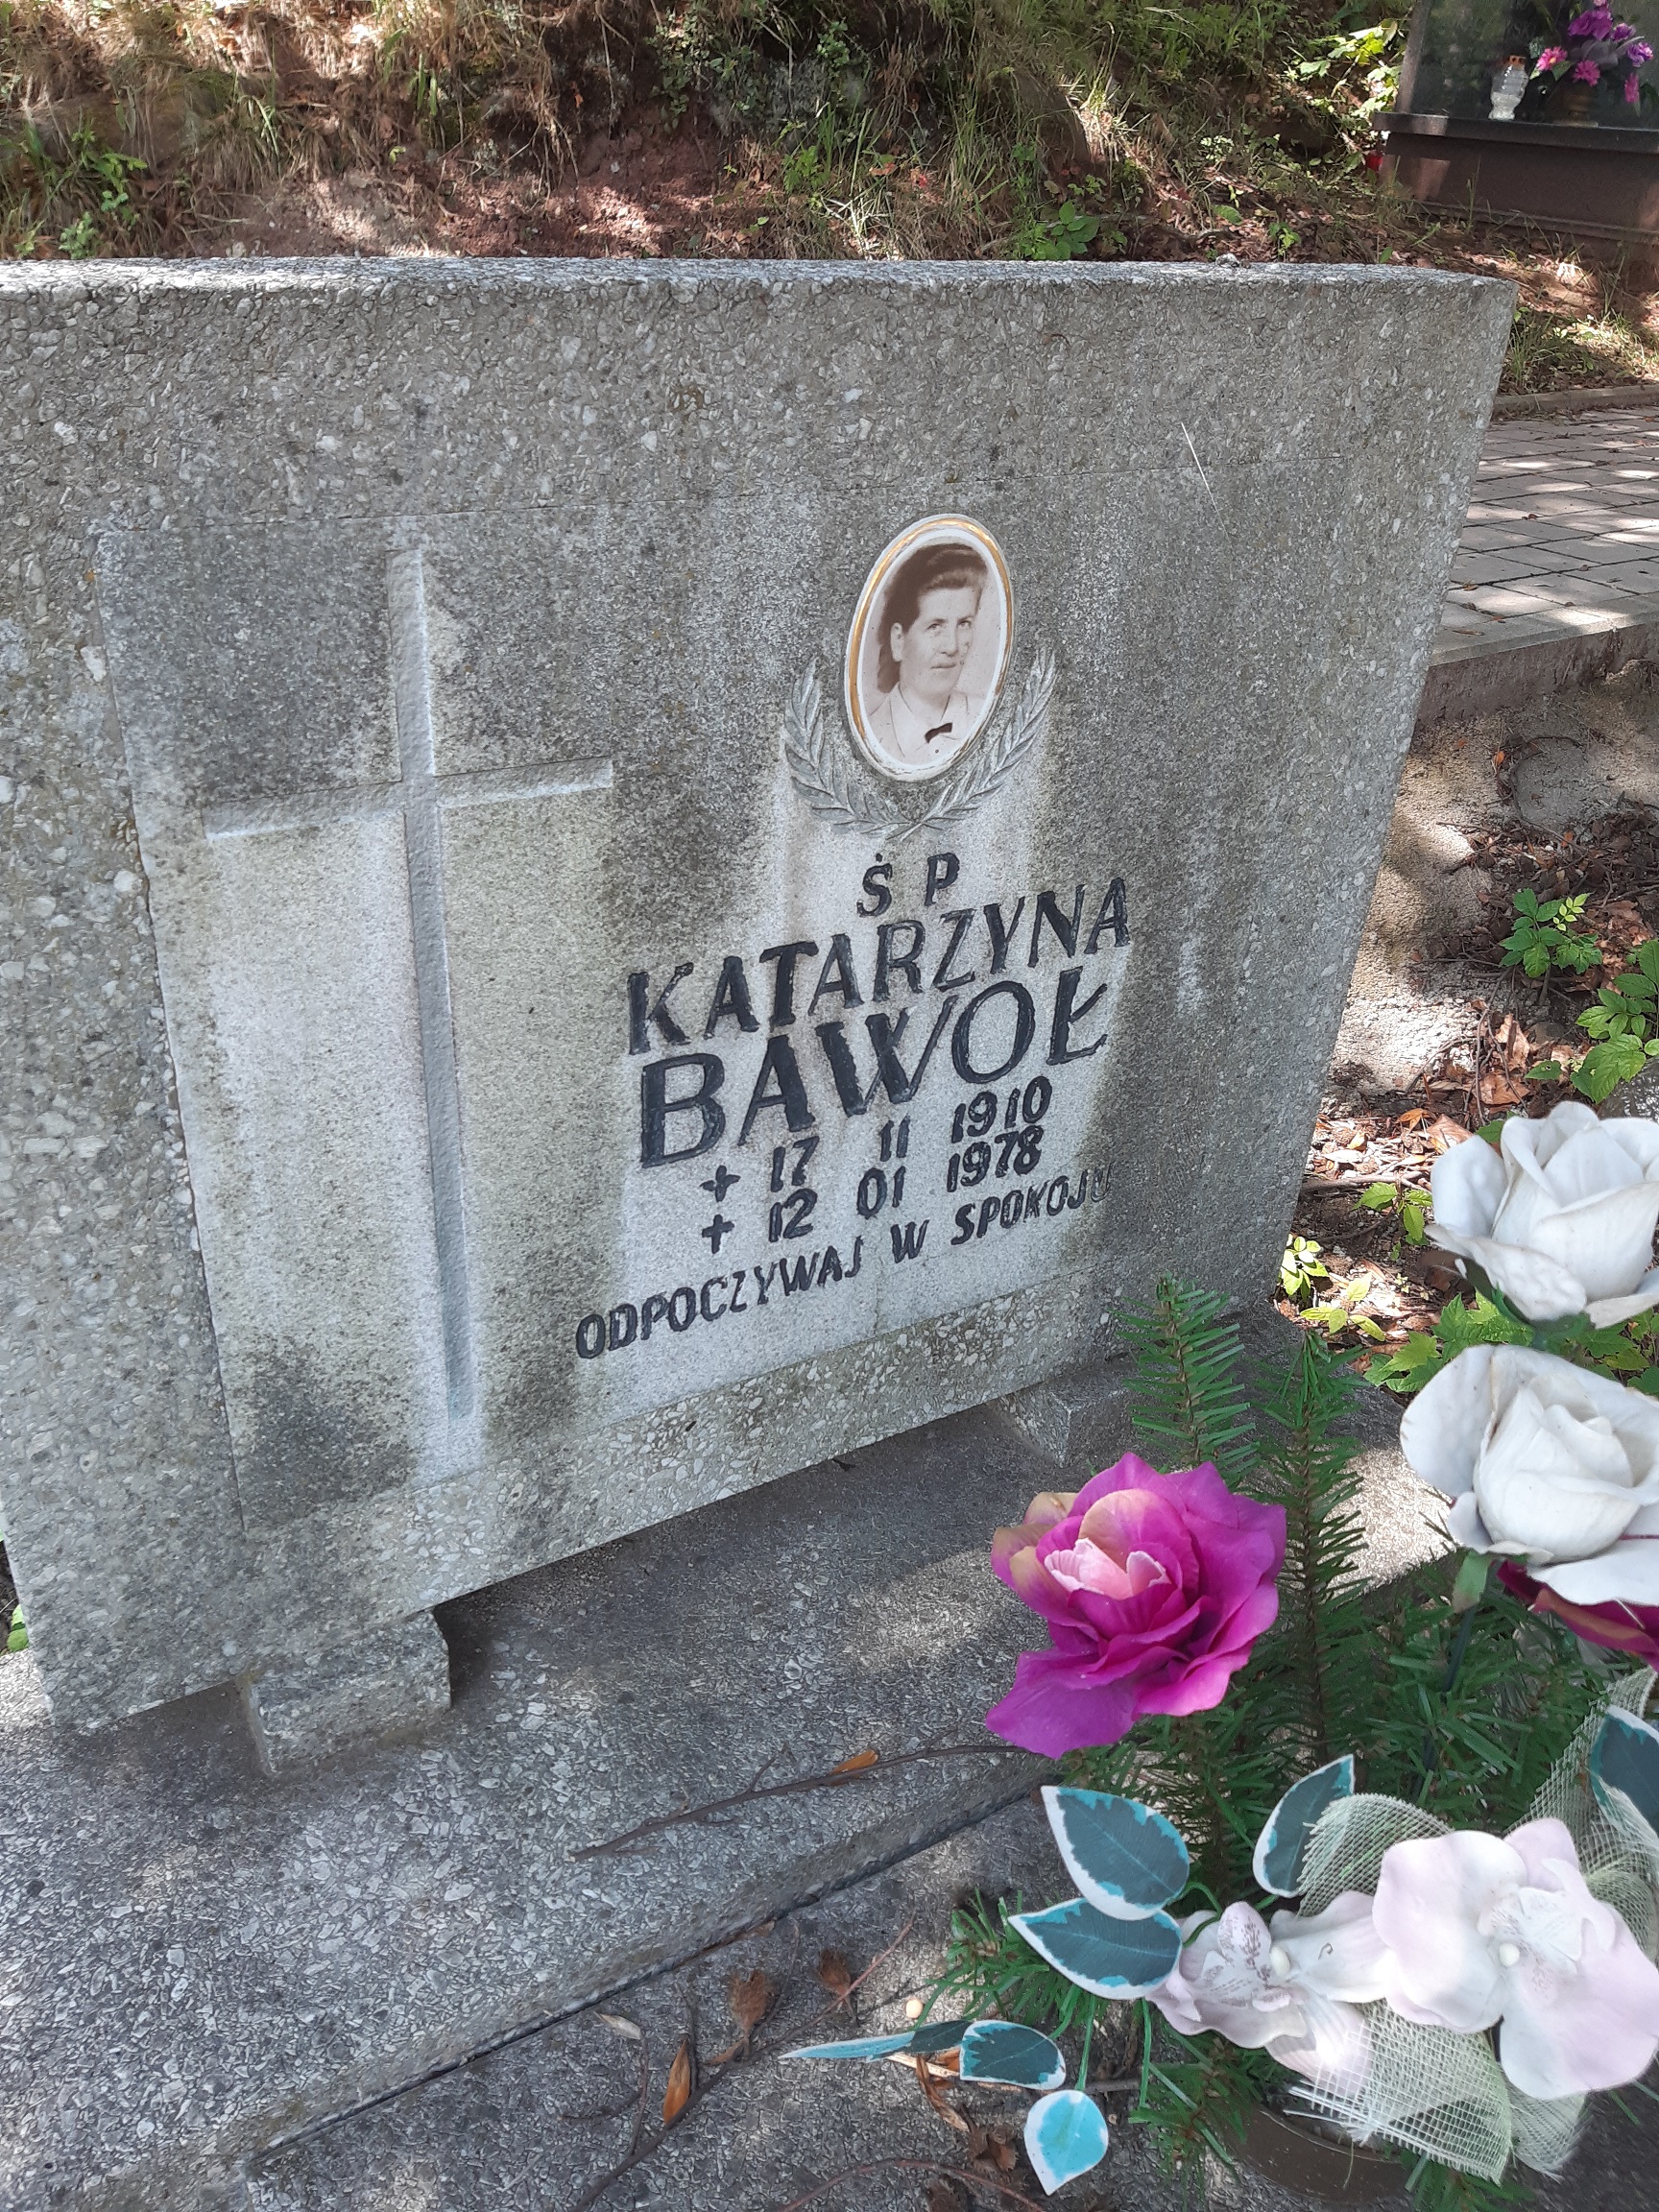 Ś P
KATARZYNA
BAWOŁ
+ 17 11 1910
+ 12 01 1978
ODPOCZYWAJ W SPOKOJU